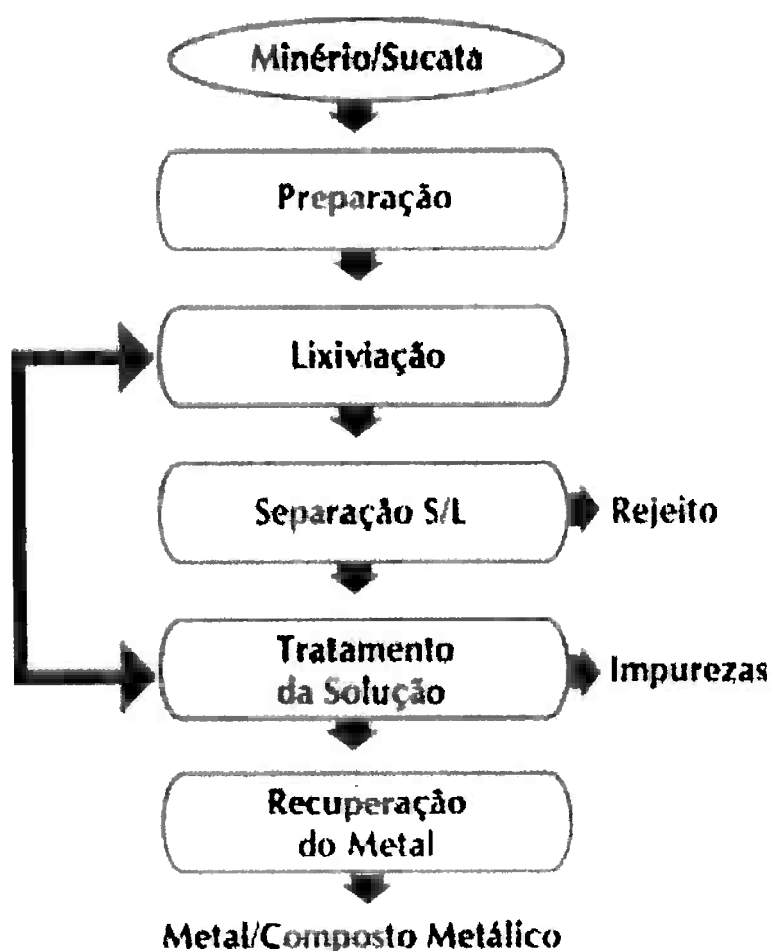 Minério/Sucata
Preparação
Lixiviação
Separação S/L
Rejeito
Tratamento
da Solução
Impurezas
Recuperação
do Metal
Metal/Composto Metálico